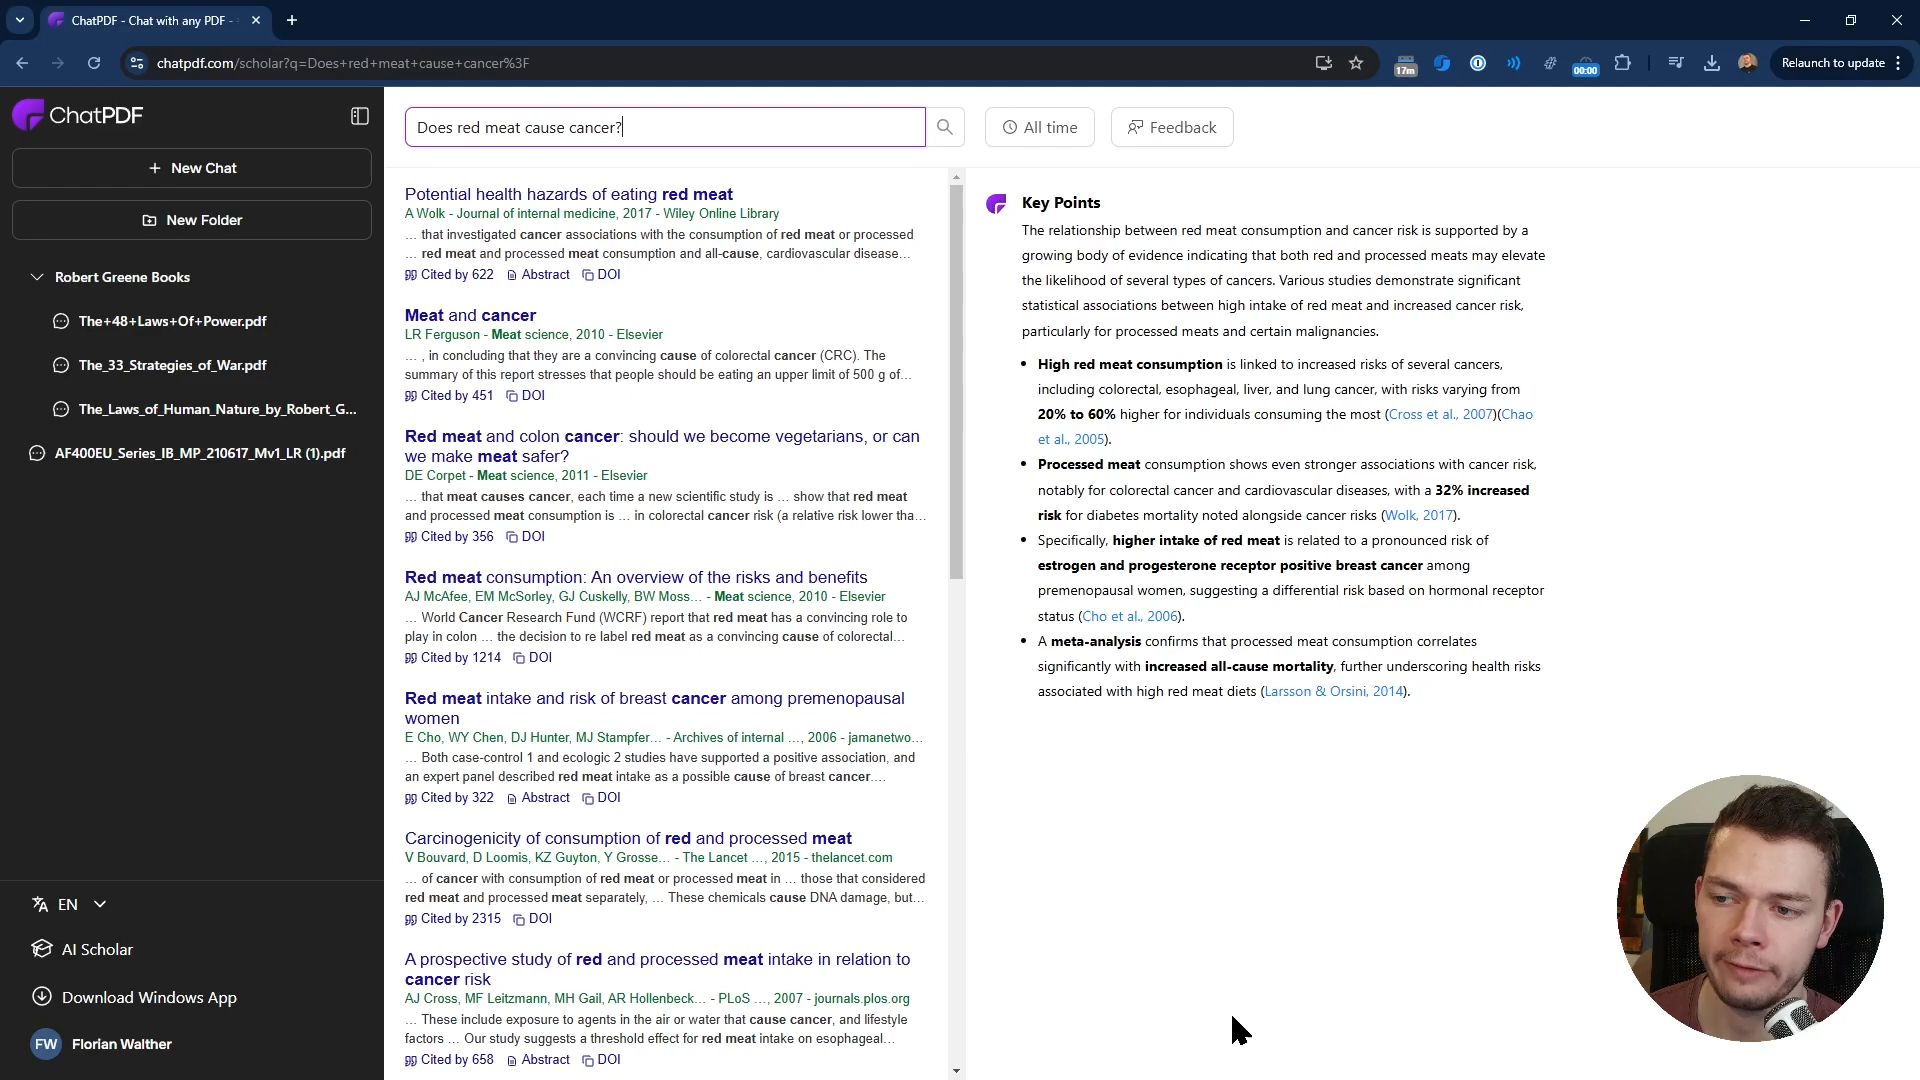 ChatPDF - Chat with any PDF -
chatpdf.com/scholar?q=Does+red+meat+cause+cancer%3F
17m
00:00
Relaunch to update
ChatPDF
New Chat
New Folder
Robert Greene Books
The+48+Laws+Of+Power.pdf
The_33_Strategies_of_War.pdf
The_Laws_of_Human_Nature_by_Robert_G...
AF400EU_Series_IB_MP_210617_Mv1_LR (1).pdf
EN
AI Scholar
Download Windows App
FW Florian Walther
Does red meat cause cancer?
All time
Feedback
Potential health hazards of eating red meat
A Wolk - Journal of internal medicine, 2017 - Wiley Online Library
… that investigated cancer associations with the consumption of red meat or processed
… red meat and processed meat consumption and all-cause, cardiovascular disease…
Cited by 622 Abstract DOI
Meat and cancer
LR Ferguson - Meat science, 2010 - Elsevier
… , in concluding that they are a convincing cause of colorectal cancer (CRC). The
summary of this report stresses that people should be eating an upper limit of 500 g of…
Cited by 451 DOI
Red meat and colon cancer: should we become vegetarians, or can
we make meat safer?
DE Corpet - Meat science, 2011 - Elsevier
… that meat causes cancer, each time a new scientific study is … show that red meat
and processed meat consumption is … in colorectal cancer risk (a relative risk lower tha…
Cited by 356 DOI
Red meat consumption: An overview of the risks and benefits
AJ McAfee, EM McSorley, GJ Cuskelly, BW Moss… - Meat science, 2010 - Elsevier
… World Cancer Research Fund (WCRF) report that red meat has a convincing role to
play in colon … the decision to re label red meat as a convincing cause of colorectal…
Cited by 1214 DOI
Red meat intake and risk of breast cancer among premenopausal
women
E Cho, WY Chen, DJ Hunter, MJ Stampfer… - Archives of internal …, 2006 - jamanetwo…
… Both case-control 1 and ecologic 2 studies have supported a positive association, and
an expert panel described red meat intake as a possible cause of breast cancer.…
Cited by 322 Abstract DOI
Carcinogenicity of consumption of red and processed meat
V Bouvard, D Loomis, KZ Guyton, Y Grosse… - The Lancet …, 2015 - thelancet.com
… of cancer with consumption of red meat or processed meat in … those that considered
red meat and processed meat separately, … These chemicals cause DNA damage, but…
Cited by 2315 DOI
A prospective study of red and processed meat intake in relation to
cancer risk
AJ Cross, MF Leitzmann, MH Gail, AR Hollenbeck… - PLoS …, 2007 - journals.plos.org
… These include exposure to agents in the air or water that cause cancer, and lifestyle
factors … Our study suggests a threshold effect for red meat intake on esophageal…
Cited by 658 Abstract DOI
Key Points
The relationship between red meat consumption and cancer risk is supported by a
growing body of evidence indicating that both red and processed meats may elevate
the likelihood of several types of cancers. Various studies demonstrate significant
statistical associations between high intake of red meat and increased cancer risk,
particularly for processed meats and certain malignancies.
• High red meat consumption is linked to increased risks of several cancers,
including colorectal, esophageal, liver, and lung cancer, with risks varying from
20% to 60% higher for individuals consuming the most (Cross et al., 2007)(Chao
et al., 2005).
• Processed meat consumption shows even stronger associations with cancer risk,
notably for colorectal cancer and cardiovascular diseases, with a 32% increased
risk for diabetes mortality noted alongside cancer risks (Wolk, 2017).
• Specifically, higher intake of red meat is related to a pronounced risk of
estrogen and progesterone receptor positive breast cancer among
premenopausal women, suggesting a differential risk based on hormonal receptor
status (Cho et al., 2006).
• A meta-analysis confirms that processed meat consumption correlates
significantly with increased all-cause mortality, further underscoring health risks
associated with high red meat diets (Larsson & Orsini, 2014).